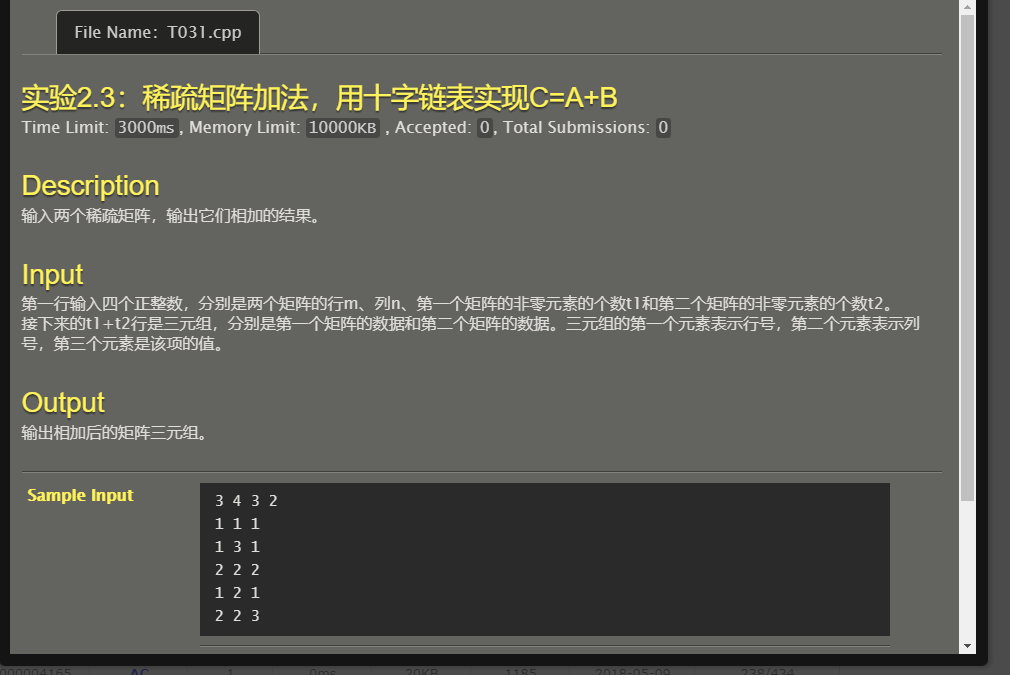 File Name: T031.cpp
实验2.3：稀疏矩阵加法，用十字链表实现C=A+B
Time Limit: 3000ms, Memory Limit: 10000KB , Accepted: 0, Total Submissions: 0
Description
输入两个稀疏矩阵，输出它们相加的结果。
Input
第一行输入四个正整数，分别是两个矩阵的行m、列n、第一个矩阵的非零元素的个数t1和第二个矩阵的非零元素的个数t2。
接下来的t1+t2行是三元组，分别是第一个矩阵的数据和第二个矩阵的数据。三元组的第一个元素表示行号，第二个元素表示列
号，第三个元素是该项的值。
Output
输出相加后的矩阵三元组。
Sample Input
3 4 3 2
1 1 1
1 3 1
2 2 2
1 2 1
2 2 3
AC 1 0ms 20KB 1185 2018-05-09 238/434